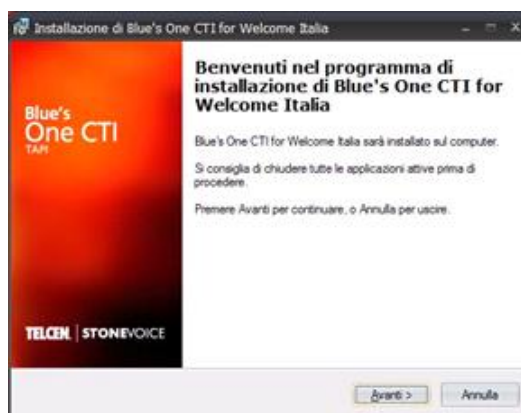 Installazione di Blue's One CTI for Welcome Italia
Blue's
One CTI
TAPI
TELCEN | STONEVOICE
Benvenuti nel programma di
installazione di Blue's One CTI for
Welcome Italia
Blue's One CTI for Welcome Italia sarà installato sul computer.
Si consiglia di chiudere tutte le applicazioni attive prima di
procedere.
Premere Avanti per continuare, o Annulla per uscire.
Avanti >
Annulla